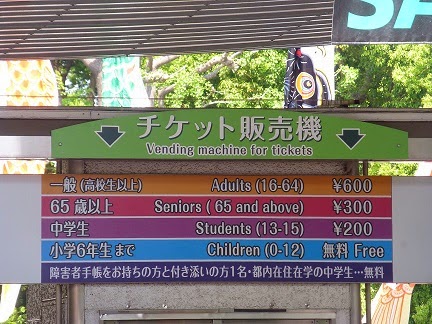 SA
チケット販売機
Vending machine for tickets
一般(高校生以上) Adults (16-64) ¥600
65歳以上 Seniors ( 65 and above) ¥300
中学生 Students (13-15) ¥200
小学6年生まで Children (0-12) 無料 Free
障害者手帳をお持ちの方と付き添いの方1名・都内在住在学の中学生…無料